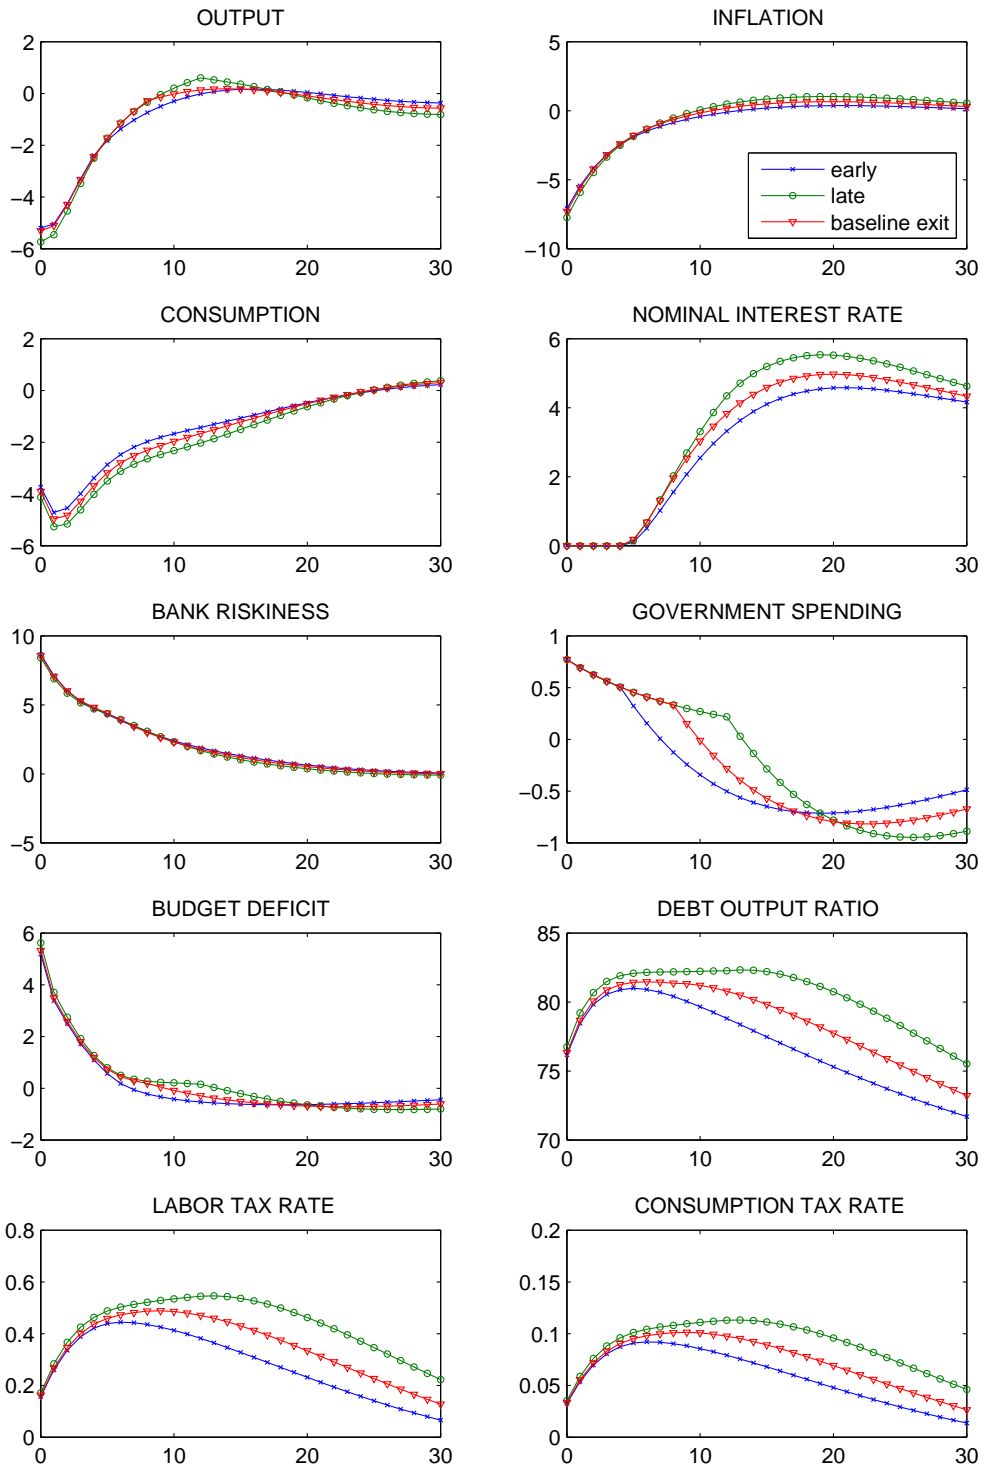 OUTPUT
2
0
−2
−4
−6
0 10 20 30
INFLATION
5
0
−5
−10
0 10 20 30
early
late
baseline exit
CONSUMPTION
2
0
−2
−4
−6
0 10 20 30
NOMINAL INTEREST RATE
6
4
2
0
0 10 20 30
BANK RISKINESS
10
5
0
−5
0 10 20 30
GOVERNMENT SPENDING
1
0.5
0
−0.5
−1
0 10 20 30
BUDGET DEFICIT
6
4
2
0
−2
0 10 20 30
DEBT OUTPUT RATIO
85
80
75
70
0 10 20 30
LABOR TAX RATE
0.8
0.6
0.4
0.2
0
0 10 20 30
CONSUMPTION TAX RATE
0.2
0.15
0.1
0.05
0
0 10 20 30